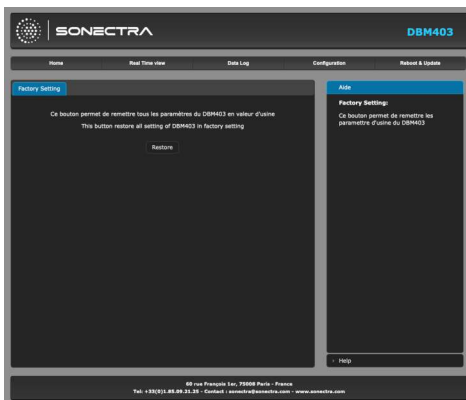 SONECTRA
DBM403
Home
Real Time view
Data Log
Configuration
Reboot & Update
Factory Setting
Ce bouton permet de remettre tous les paramètres du DBM403 en valeur d'usine
This button restore all setting of DBM403 in factory setting
Restore
Aide
Factory Setting:
Ce bouton permet de remettre les
paramettre d'usine du DBM403
Help
60 rue François 1er, 75008 Paris - France
Tel: +33(0)1.85.09.21.25 - Contact : sonectra@sonectra.com - www.sonectra.com